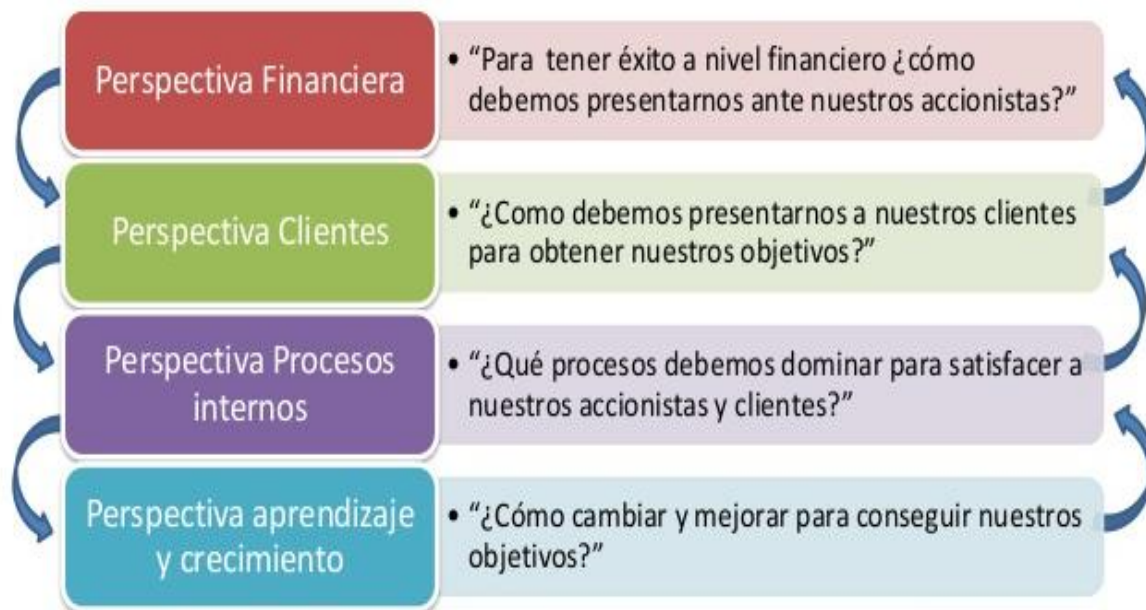 Perspectiva Financiera
• “Para tener éxito a nivel financiero ¿cómo
debemos presentarnos ante nuestros accionistas?”
Perspectiva Clientes
• “¿Como debemos presentarnos a nuestros clientes
para obtener nuestros objetivos?”
Perspectiva Procesos
internos
• “¿Qué procesos debemos dominar para satisfacer a
nuestros accionistas y clientes?”
Perspectiva aprendizaje
y crecimiento
• “¿Cómo cambiar y mejorar para conseguir nuestros
objetivos?”